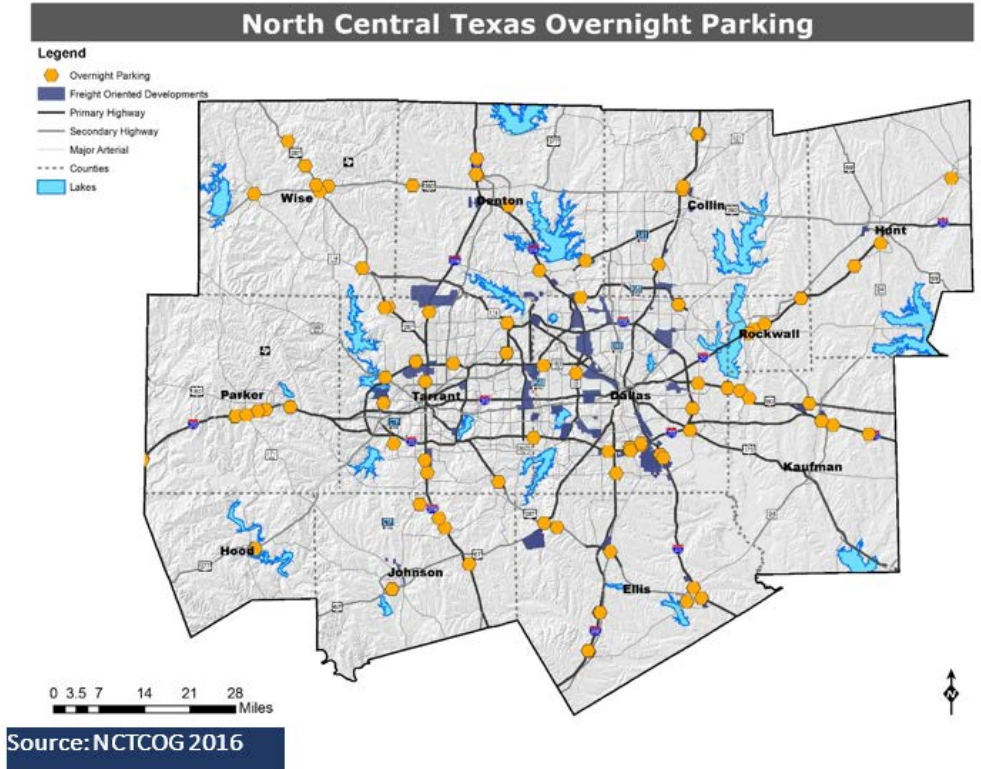 North Central Texas Overnight Parking
Legend
Overnight Parking
Freight Oriented Developments
Primary Highway
Secondary Highway
Major Arterial
Counties
Lakes
Wise
Denton
Collin
Hunt
Rockwall
Parker
Tarrant
Dallas
Kaufman
Hood
Johnson
Ellis
0 3.5 7 14 21 28
Miles
N
Source: NCTCOG 2016